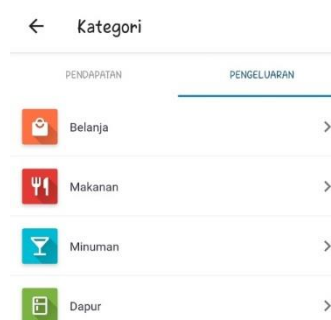 Kategori
PENDAPATAN PENGELUARAN
Belanja
Makanan
Minuman
Dapur